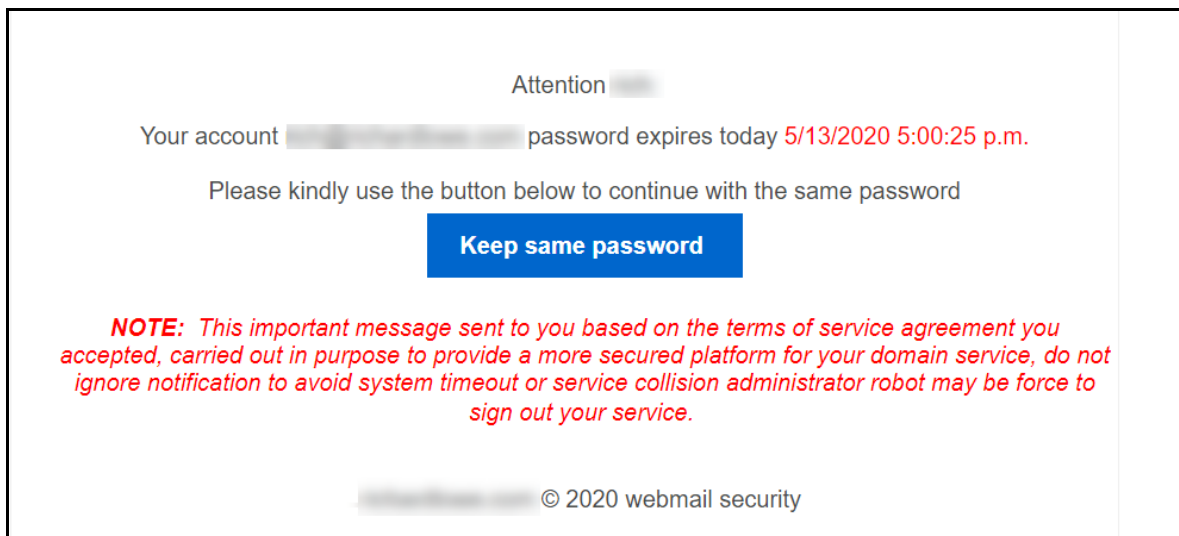 Attention
Your account password expires today 5/13/2020 5:00:25 p.m.
Please kindly use the button below to continue with the same password
Keep same password
NOTE: This important message sent to you based on the terms of service agreement you
accepted, carried out in purpose to provide a more secured platform for your domain service, do not
ignore notification to avoid system timeout or service collision administrator robot may be force to
sign out your service.
© 2020 webmail security